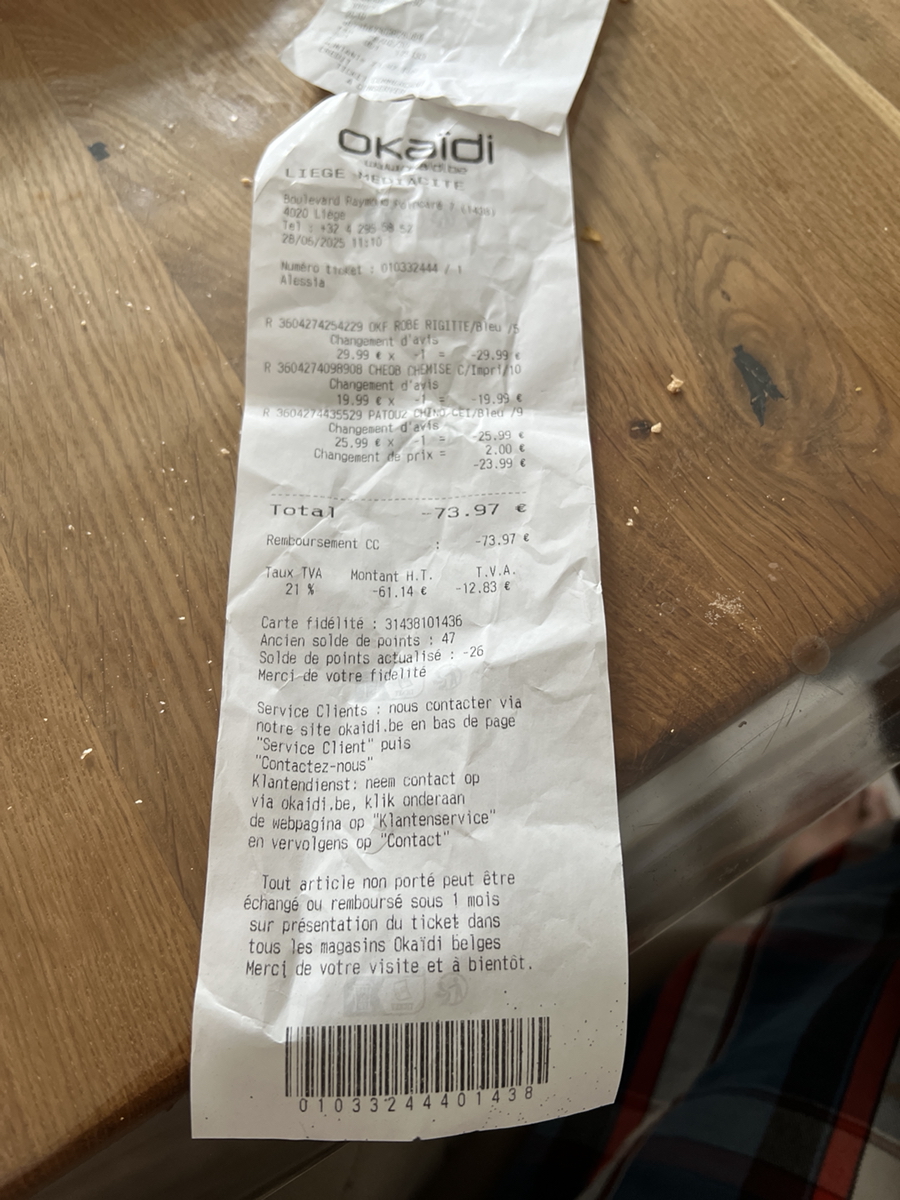 Okaïdi
LIEGE MEDIACITE
Boulevard Raymond Poincaré 7 (1438)
4020 Liège
Tel : +32 4 295 58 52
28/06/2025 11:10
Numéro ticket : 010332444 / 1
Alessia
R 3604274254229 OKF ROBE RIGITTE/Bleu /5
Changement d'avis
29.99 € x -1 = -29.99 €
R 3604274098908 CHEOB CHEMISE C/Impri/10
Changement d'avis
19.99 € x -1 = -19.99 €
R 3604274435529 PATOUZ CHINO CEI/Bleu /9
Changement d'avis
25.99 € x -1 = -25.99 €
Changement de prix = 2.00 €
-23.99 €
Total -73.97 €
Remboursement CC : -73.97 €
Taux TVA Montant H.T. T.V.A.
21 % -61.14 € -12.83 €
Carte fidélité : 31438101436
Ancien solde de points : 47
Solde de points actualisé : -26
Merci de votre fidelité
Service Clients : nous contacter via
notre site okaidi.be en bas de page
"Service Client" puis
"Contactez-nous"
Klantendienst: neem contact op
via okaidi.be, klik onderaan
de webpagina op "Klantenservice"
en vervolgens op "Contact"
Tout article non porté peut être
échangé ou remboursé sous 1 mois
sur présentation du ticket dans
tous les magasins Okaïdi belges
Merci de votre visite et à bientôt.
01033244401438